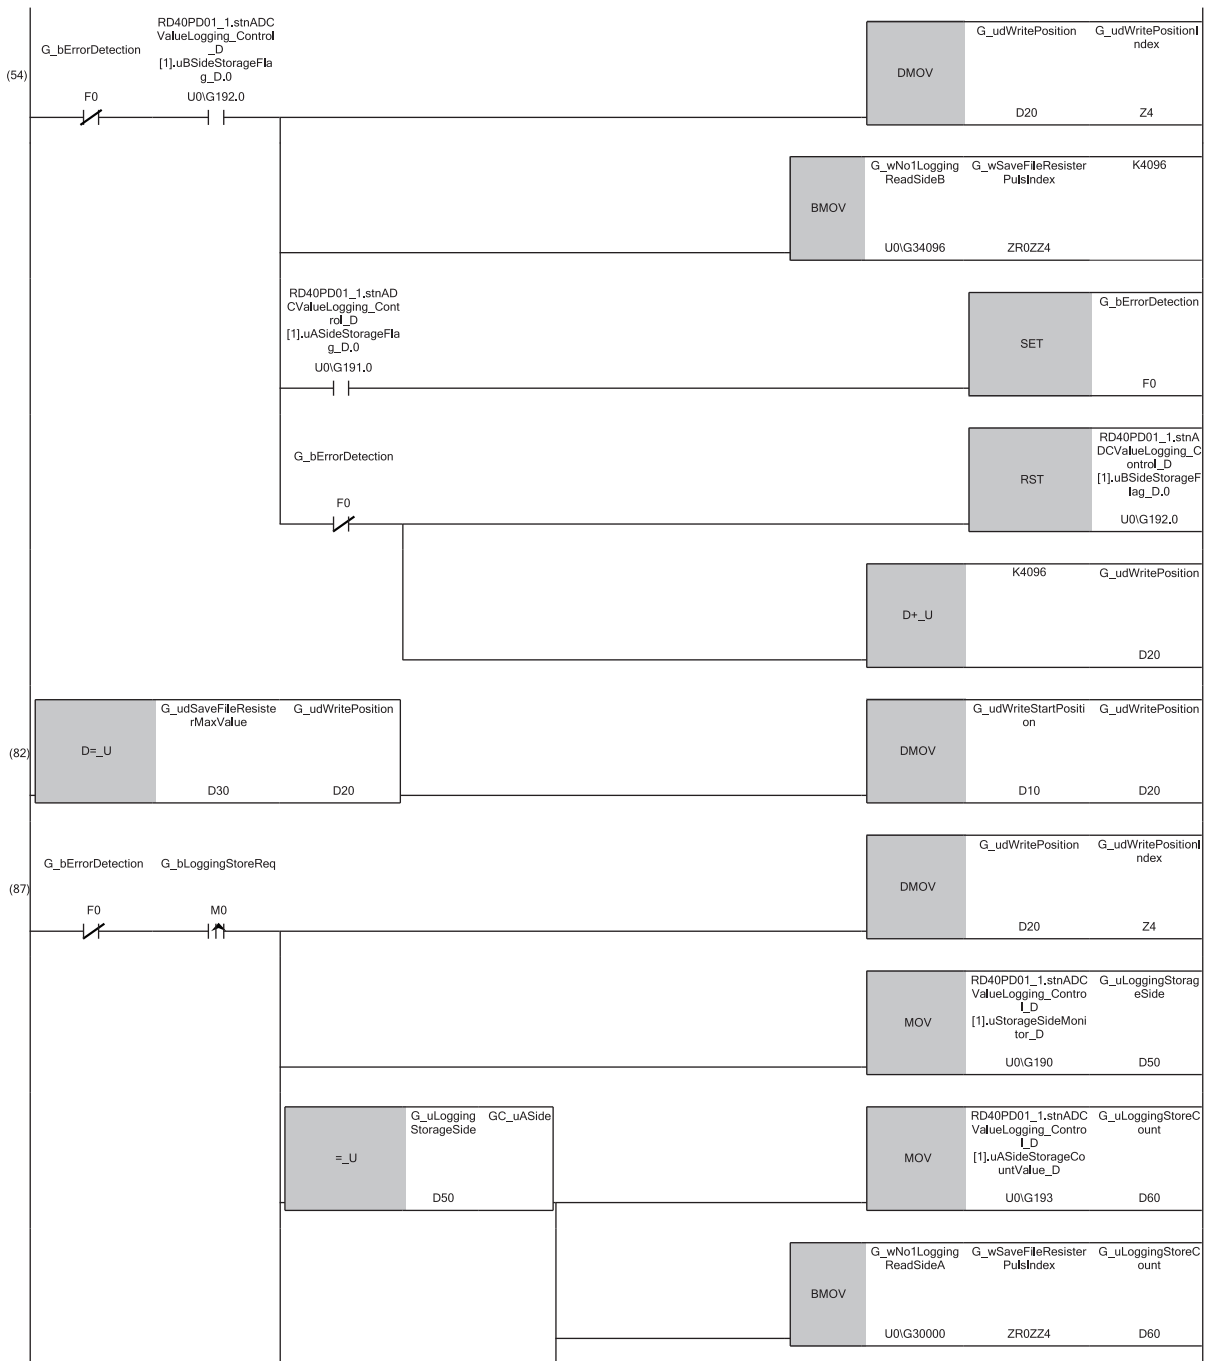 (54)
G_bErrorDetection
F0
RD40PD01_1.stnADC
ValueLogging_Control
_D
[1].uBSideStorageFla
g_D.0
U0\G192.0
DMOV
G_udWritePosition
D20
G_udWritePositionI
ndex
Z4
BMOV
G_wNo1Logging
ReadSideB
U0\G34096
G_wSaveFileResister
PulsIndex
ZR0ZZ4
K4096
RD40PD01_1.stnAD
CValueLogging_Cont
rol_D
[1].uASideStorageFla
g_D.0
U0\G191.0
SET
G_bErrorDetection
F0
G_bErrorDetection
F0
RST
RD40PD01_1.stnA
DCValueLogging_C
ontrol_D
[1].uBSideStorageF
lag_D.0
U0\G192.0
D+_U
K4096
G_udWritePosition
D20
(82)
D=_U
G_udSaveFileResiste
rMaxValue
D30
G_udWritePosition
D20
DMOV
G_udWriteStartPositi
on
D10
G_udWritePosition
D20
(87)
G_bErrorDetection
F0
G_bLoggingStoreReq
M0
DMOV
G_udWritePosition
D20
G_udWritePositionI
ndex
Z4
MOV
RD40PD01_1.stnADC
ValueLogging_Contro
l_D
[1].uStorageSideMoni
tor_D
U0\G190
G_uLoggingStorag
eSide
D50
=_U
G_uLogging
StorageSide
D50
GC_uASide
MOV
RD40PD01_1.stnADC
ValueLogging_Contro
l_D
[1].uASideStorageCo
untValue_D
U0\G193
G_uLoggingStoreC
ount
D60
BMOV
G_wNo1Logging
ReadSideA
U0\G30000
G_wSaveFileResister
PulsIndex
ZR0ZZ4
G_uLoggingStoreC
ount
D60